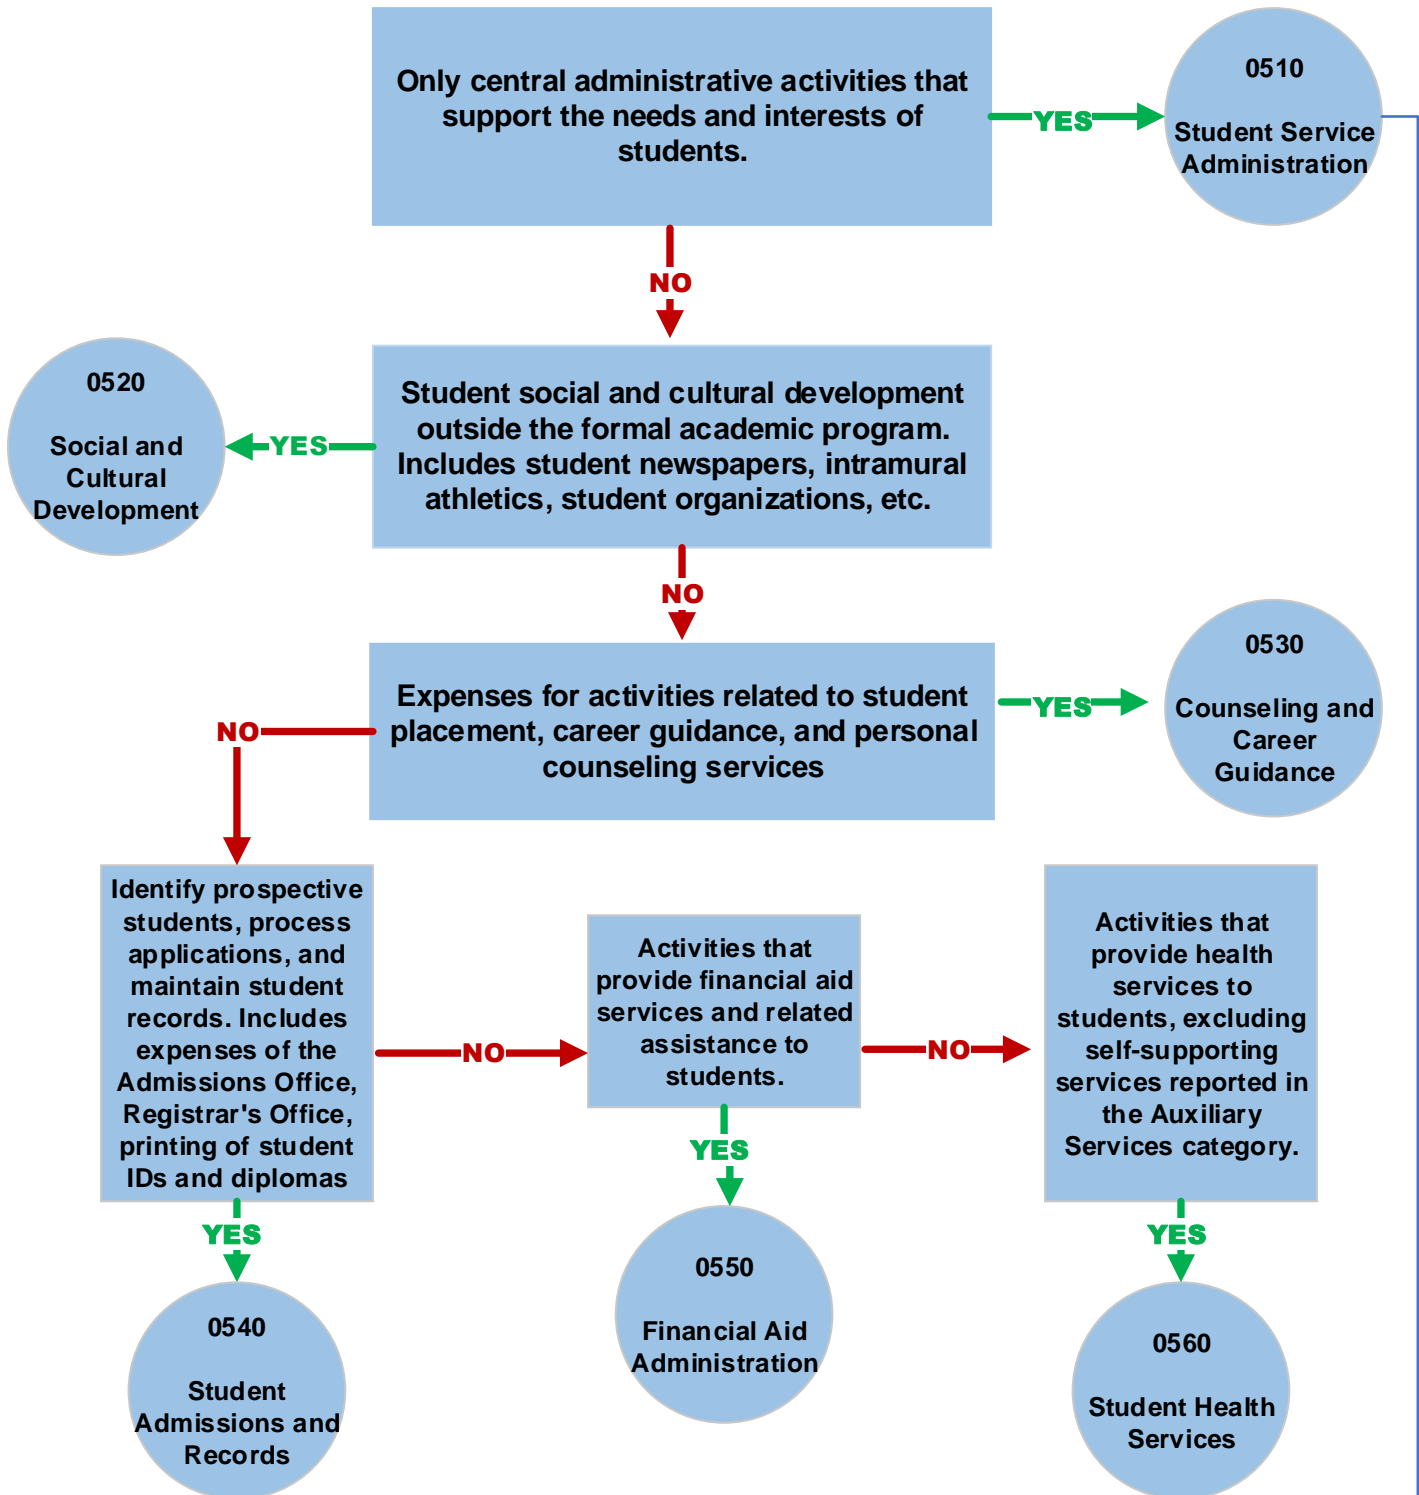 Only central administrative activities that
support the needs and interests of
students.
YES
0510
Student Service
Administration
NO
Student social and cultural development
outside the formal academic program.
Includes student newspapers, intramural
athletics, student organizations, etc.
YES
0520
Social and
Cultural
Development
NO
Expenses for activities related to student
placement, career guidance, and personal
counseling services
YES
0530
Counseling and
Career
Guidance
NO
Identify prospective
students, process
applications, and
maintain student
records. Includes
expenses of the
Admissions Office,
Registrar's Office,
printing of student
IDs and diplomas
NO
Activities that
provide financial aid
services and related
assistance to
students.
NO
Activities that
provide health
services to
students, excluding
self-supporting
services reported in
the Auxiliary
Services category.
YES
0540
Student
Admissions and
Records
YES
0550
Financial Aid
Administration
YES
0560
Student Health
Services